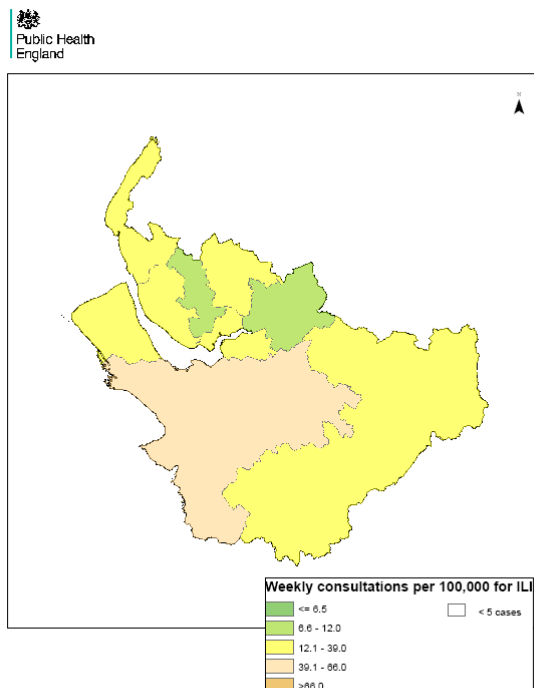 Public Health
England
Weekly consultations per 100,000 for ILI
<= 6.5
< 5 cases
6.6 - 12.0
12.1 - 39.0
39.1 - 66.0
>66.0